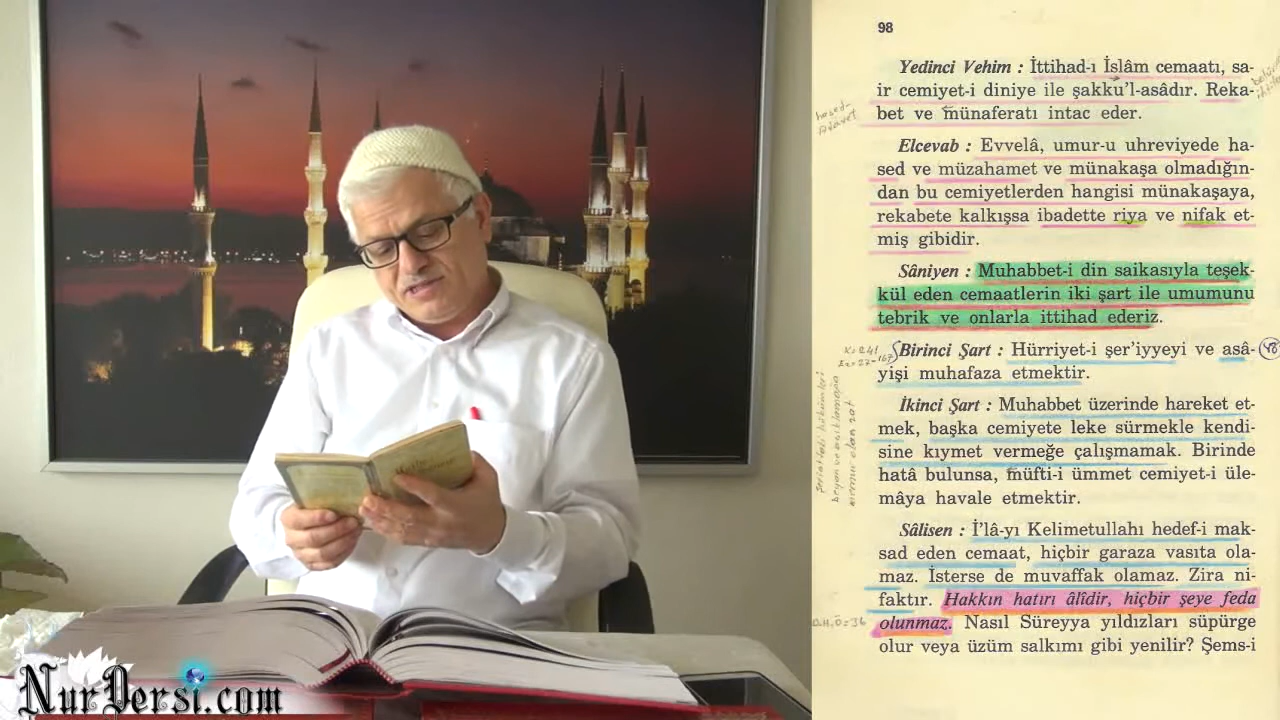 98
Yedinci Vehim : İttihad-ı İslâm cemaatı, sa-
ir cemiyet-i diniye ile şakku'l-asâdır. Reka-
bet ve münaferatı intac eder.
Elcevab : Evvelâ, umur-u uhreviyede ha-
sed ve müzahamet ve münakaşa olmadığın-
dan bu cemiyetlerden hangisi münakaşaya,
rekabete kalkışsa ibadette riya ve nifak et-
miş gibidir.
Sâniyen : Muhabbet-i din saikasıyla teşek-
kül eden cemaatlerin iki şart ile umumunu
tebrik ve onlarla ittihad ederiz.
Birinci Şart : Hürriyet-i şer'iyyeyi ve asâ-
yişi muhafaza etmektir.
İkinci Şart : Muhabbet üzerinde hareket et-
mek, başka cemiyete leke sürmekle kendi-
sine kıymet vermeğe çalışmamak. Birinde
hatâ bulunsa, müfti-i ümmet cemiyet-i üle-
mâya havale etmektir.
Sâlisen : İ'lâ-yı Kelimetullahı hedef-i mak-
sad eden cemaat, hiçbir garaza vasıta ola-
maz. İsterse de muvaffak olamaz. Zira ni-
faktır. Hakkın hatırı âlîdir, hiçbir şeye feda
olunmaz. Nasıl Süreyya yıldızları süpürge
olur veya üzüm salkımı gibi yenilir? Şems-i
NurDersi.com